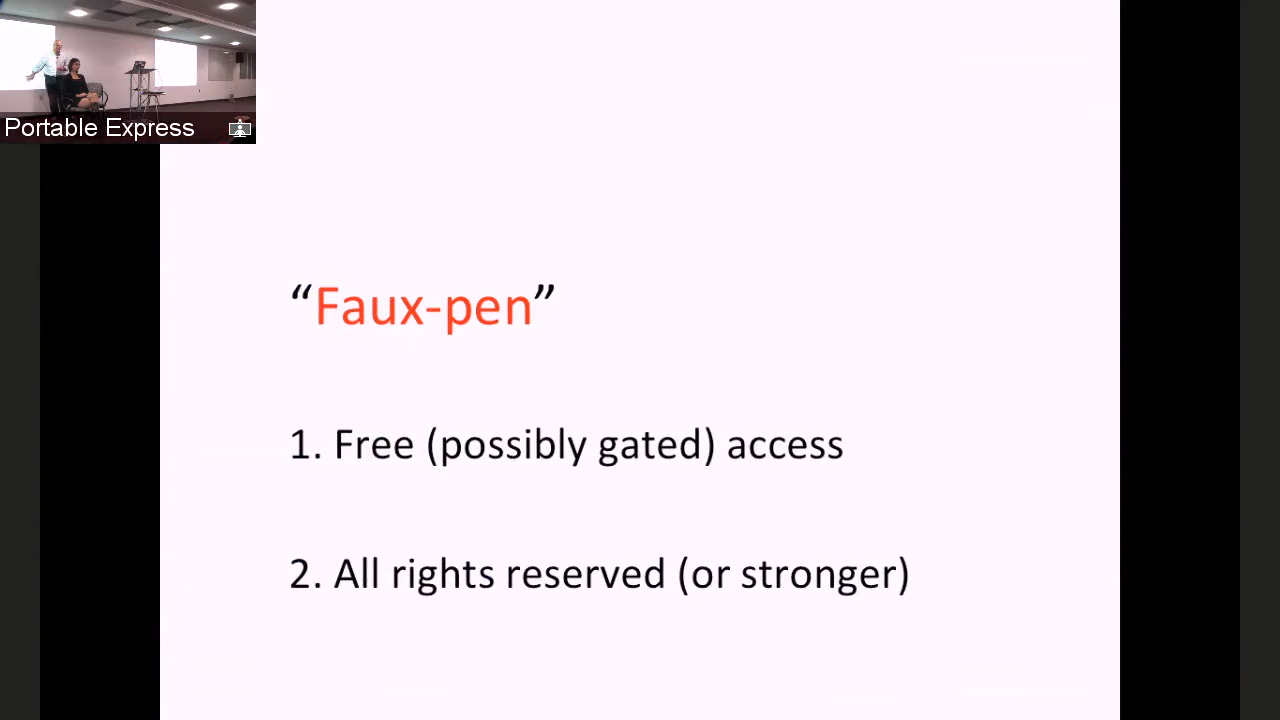 Portable Express
“Faux-pen”
1. Free (possibly gated) access
2. All rights reserved (or stronger)